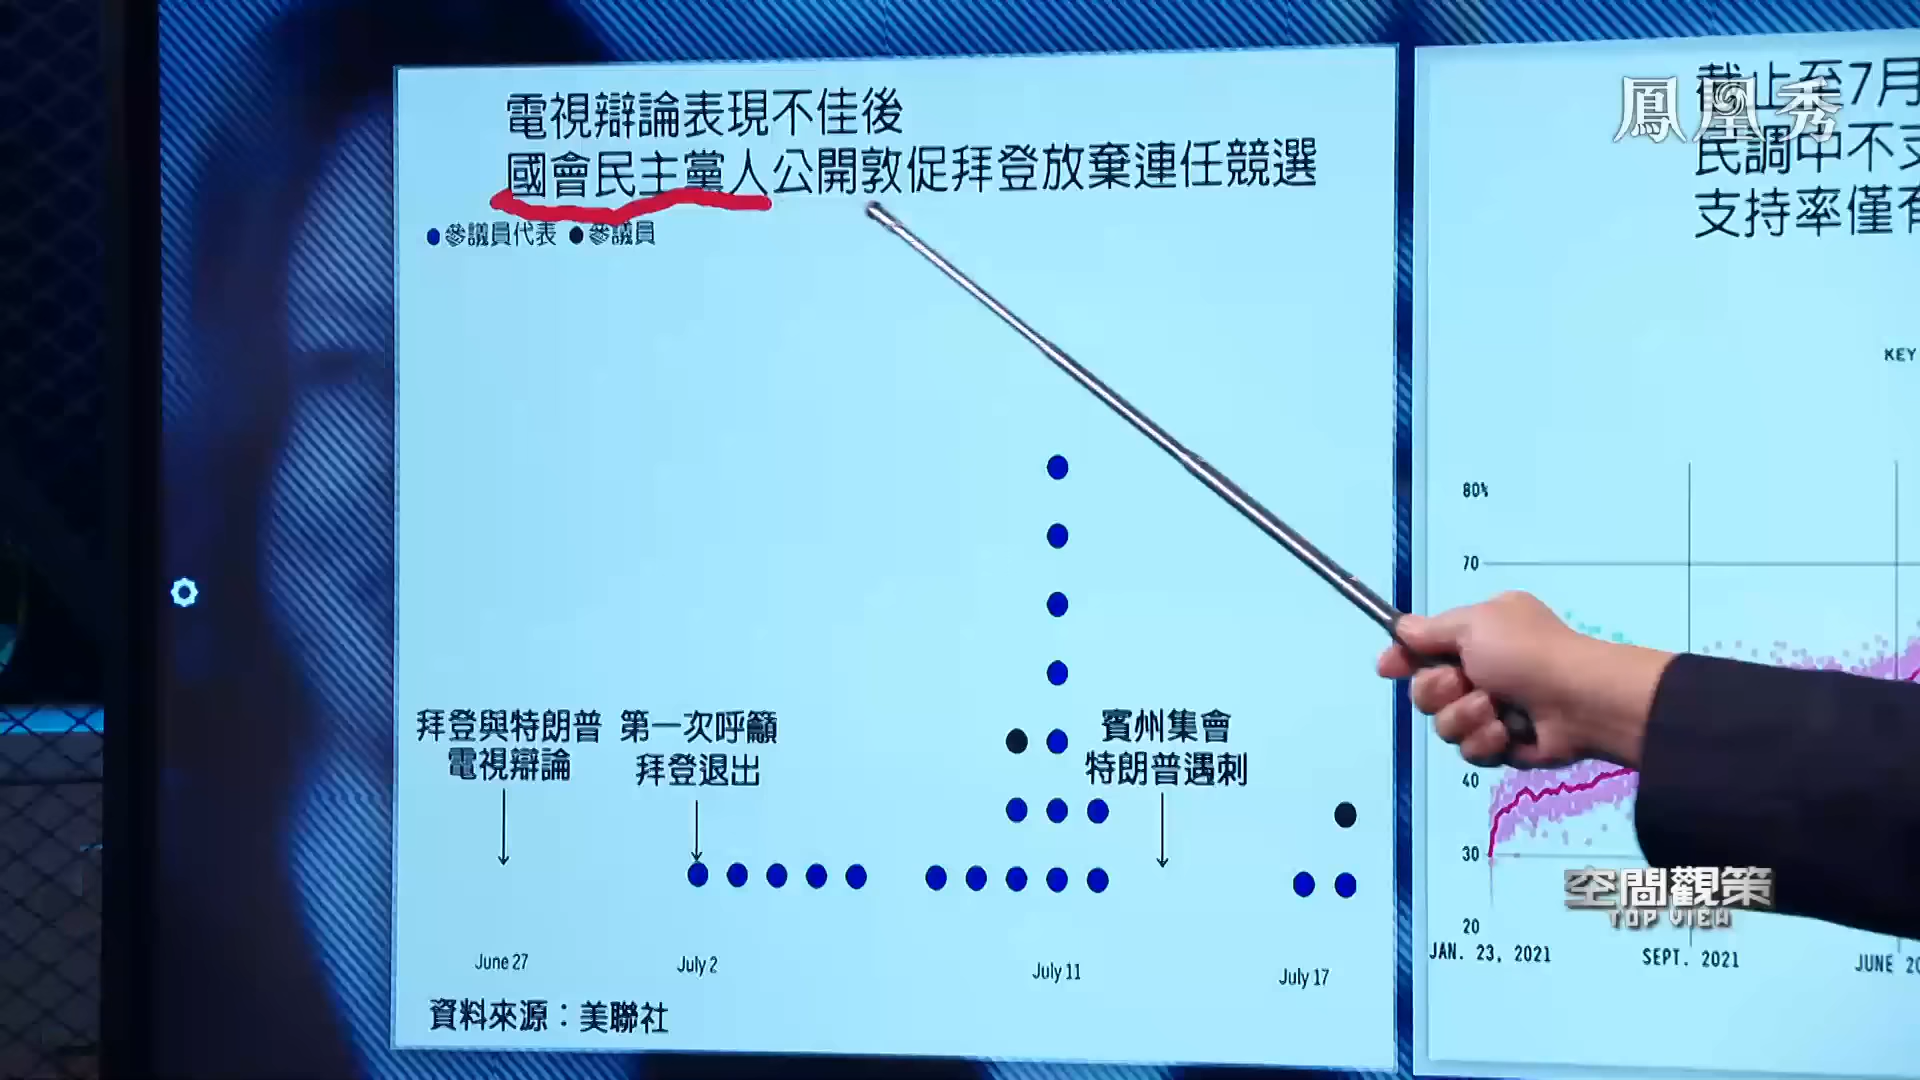 電視辯論表現不佳後
國會民主黨人公開敦促拜登放棄連任競選
參議員代表 參議員
拜登與特朗普
電視辯論
第一次呼籲
拜登退出
賓州集會
特朗普遇刺
June 27
July 2
July 11
July 17
資料來源：美聯社
截止至7月
民調中不支
支持率僅有
鳳凰秀
KEY
80%
70
40
30
20
JAN. 23, 2021
SEPT. 2021
JUNE 20
空間觀策
TOP VIEW